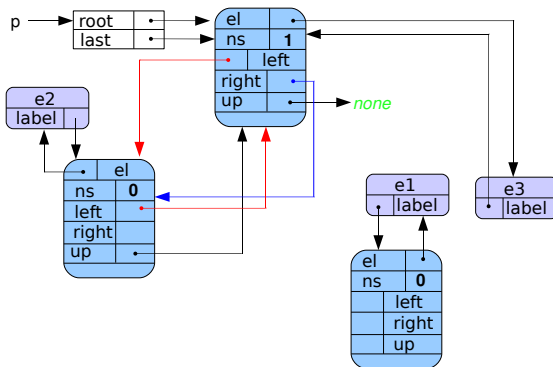 p
root
last
el
ns 1
left
right
up
none
e2
label
el
ns 0
left
right
up
e1
label
e3
label
el
ns 0
left
right
up